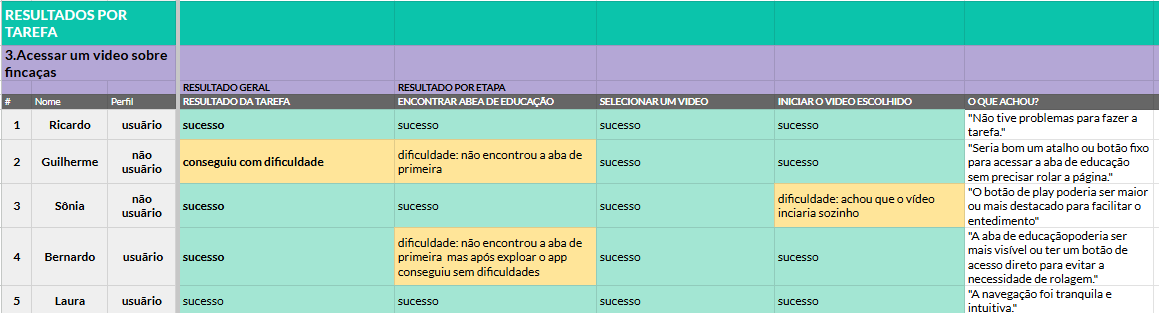 RESULTADOS POR
TAREFA
3.Acessar um video sobre
fincaças
RESULTADO GERAL
RESULTADO POR ETAPA
#
Nome
Perfil
RESULTADO DA TAREFA
ENCONTRAR ABEA DE EDUCAÇÃO
SELECIONAR UM VIDEO
INICIAR O VIDEO ESCOLHIDO
O QUE ACHOU?
1
Ricardo
usuário
sucesso
sucesso
sucesso
sucesso
"Não tive problemas para fazer a
tarefa."
2
Guilherme
não
usuário
conseguiu com dificuldade
dificuldade: não encontrou a aba de
primeira
sucesso
sucesso
"Seria bom um atalho ou botão fixo
para acessar a aba de educação
sem precisar rolar a página."
3
Sônia
não
usuário
sucesso
sucesso
sucesso
dificuldade: achou que o vídeo
inciaria sozinho
"O botão de play poderia ser maior
ou mais destacado para facilitar o
entedimento"
4
Bernardo
usuário
sucesso
dificuldade: não encontrou a aba de
primeira mas após exploar o app
conseguiu sem dificuldades
sucesso
sucesso
"A aba de educaçãopoderia ser
mais visível ou ter um botão de
acesso direto para evitar a
necessidade de rolagem."
5
Laura
usuário
sucesso
sucesso
sucesso
sucesso
"A navegação foi tranquila e
intuitiva."